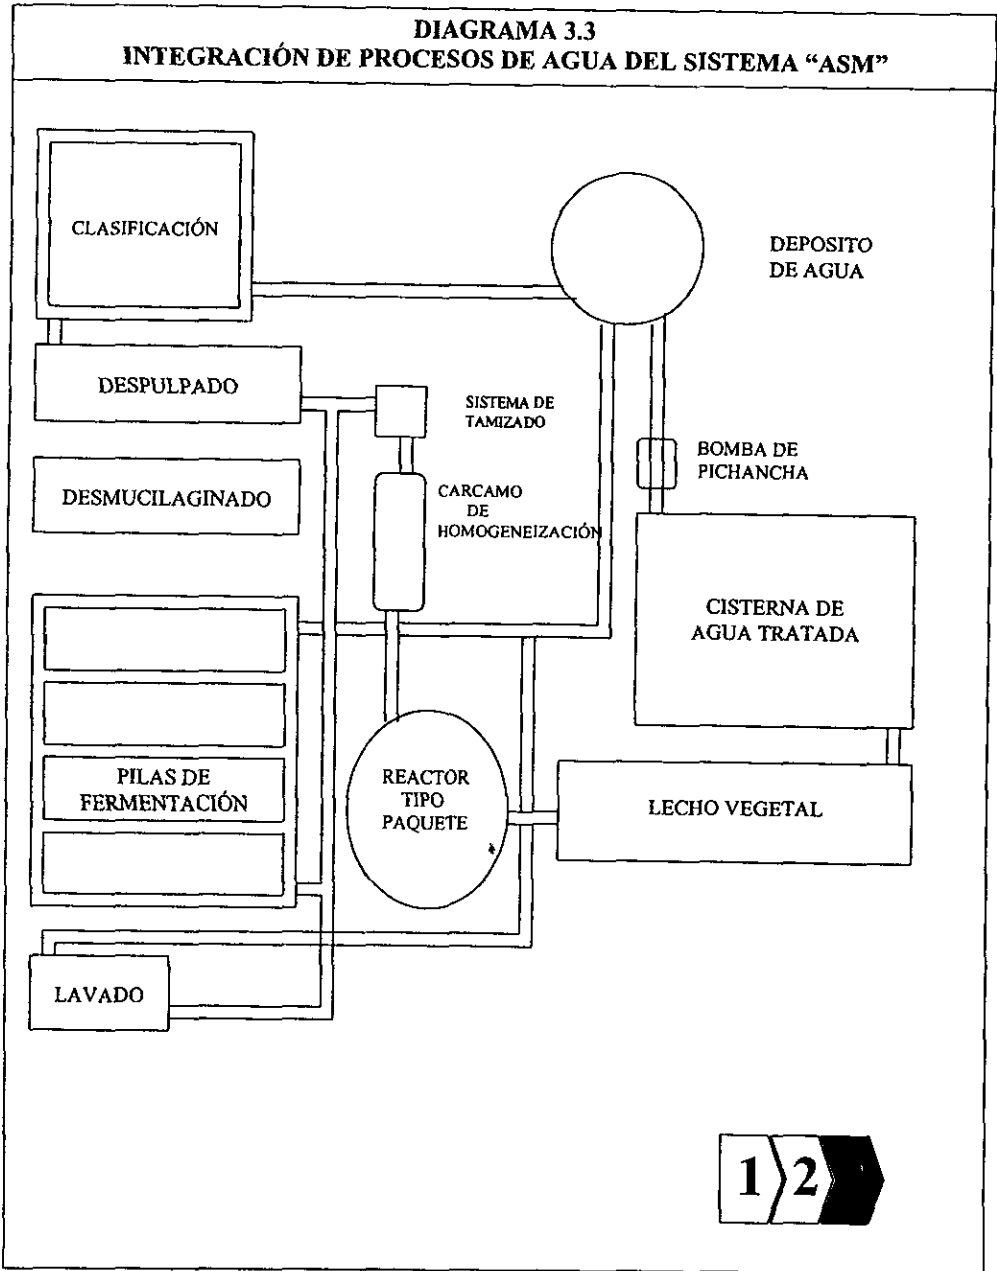 DIAGRAMA 3.3
INTEGRACIÓN DE PROCESOS DE AGUA DEL SISTEMA “ASM”
CLASIFICACIÓN
DEPOSITO
DE AGUA
DESPULPADO
SISTEMA DE
TAMIZADO
BOMBA DE
PICHANCHA
DESMUCILAGINADO
CARCAMO
DE
HOMOGENEIZACIÓN
CISTERNA DE
AGUA TRATADA
PILAS DE
FERMENTACIÓN
REACTOR
TIPO
PAQUETE
LECHO VEGETAL
LAVADO
1 2